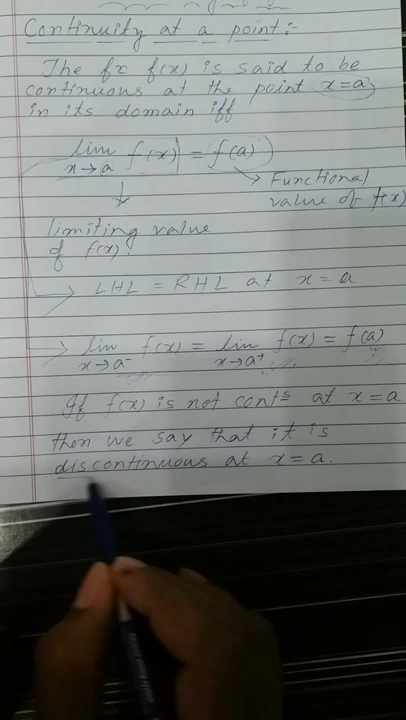 Continuity at a point:-
The fx f(x) is said to be
continuous at the point x=a
in its domain iff
lim x→a f(x) = f(a)
→ Functional
value of f(x)
↓
limiting value
of f(x).
→ LHL = RHL at x = a
→ lim x→a⁻ f(x) = lim x→a⁺ f(x) = f(a)
If f(x) is not conts at x=a
then we say that it is
discontinuous at x=a.